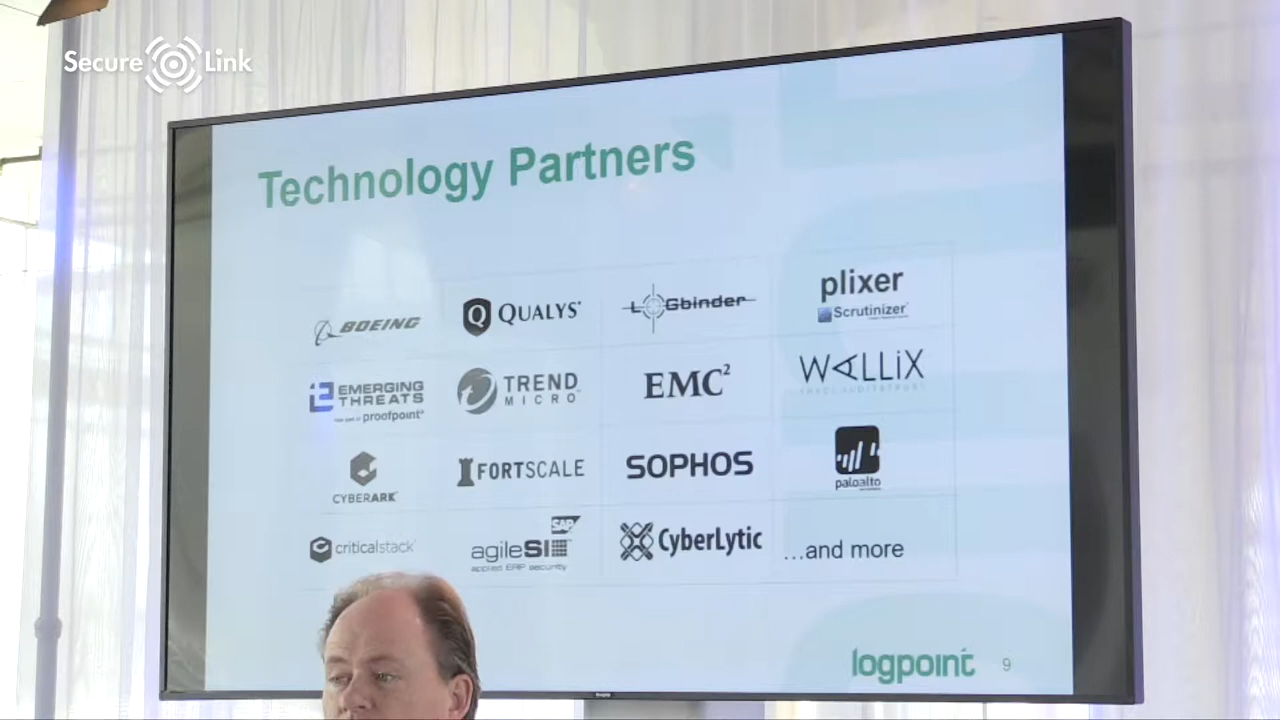 Secure Link
Technology Partners
BOEING
QUALYS
LOGbinder
plixer
Scrutinizer
EMERGING
THREATS
proofpoint
TREND
MICRO
EMC²
WALLIX
CYBERARK
FORTSCALE
SOPHOS
paloalto
criticalstack
SAP
agileSI
applied ERP security
CyberLytic
...and more
logpoint 9